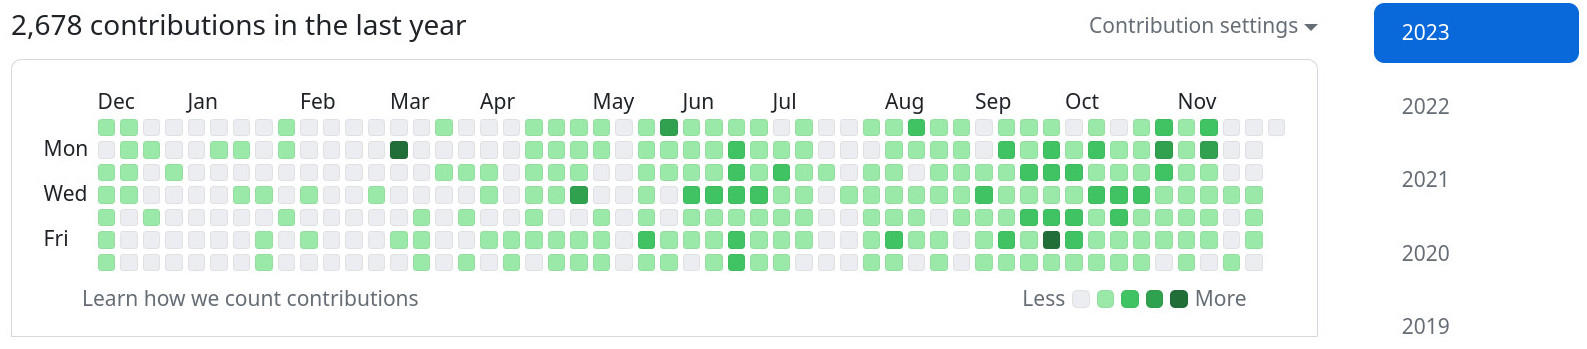 2,678 contributions in the last year
Contribution settings
Dec Jan Feb Mar Apr May Jun Jul Aug Sep Oct Nov
Mon
Wed
Fri
Learn how we count contributions
Less More
2023
2022
2021
2020
2019